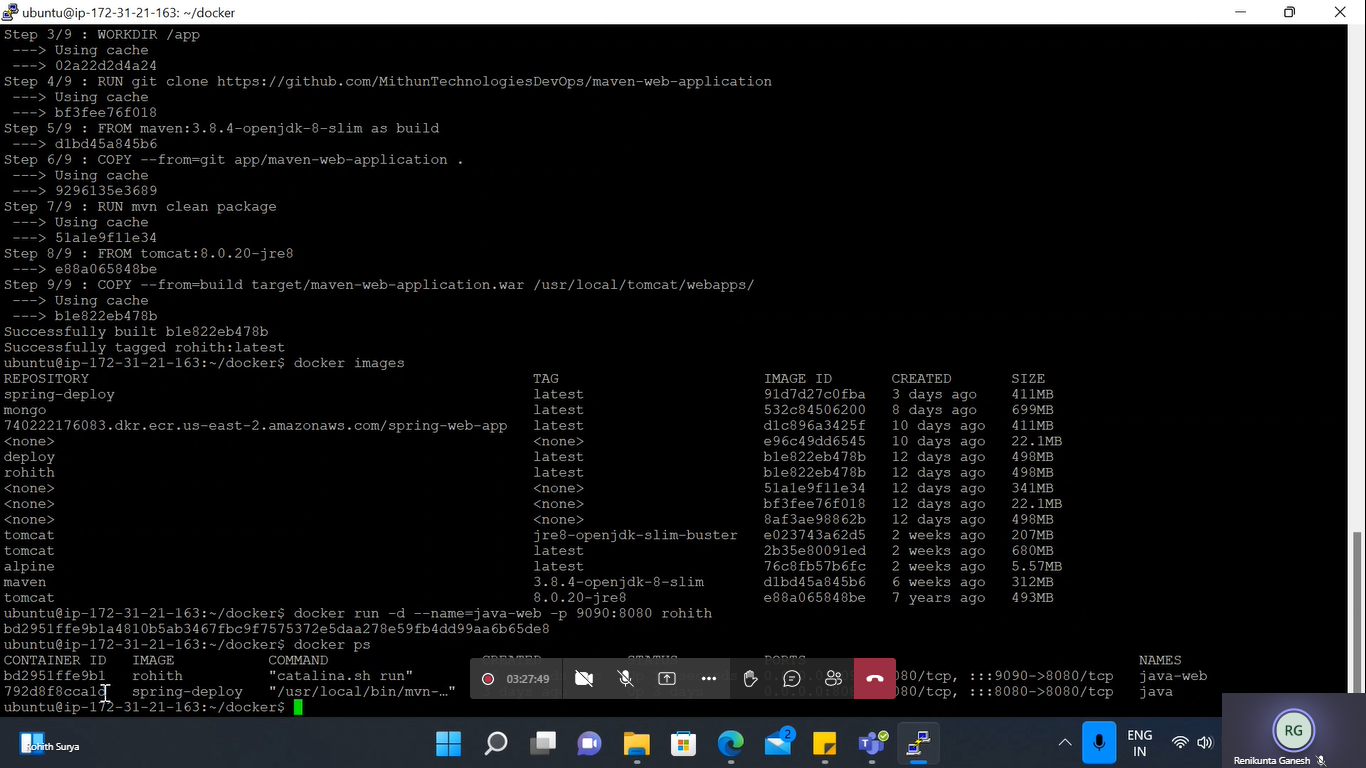 ubuntu@ip-172-31-21-163: ~/docker
Step 3/9 : WORKDIR /app
 ---> Using cache
 ---> 02a22d2d4a24
Step 4/9 : RUN git clone https://github.com/MithunTechnologiesDevOps/maven-web-application
 ---> Using cache
 ---> bf3fee76f018
Step 5/9 : FROM maven:3.8.4-openjdk-8-slim as build
 ---> d1bd45a845b6
Step 6/9 : COPY --from=git app/maven-web-application .
 ---> Using cache
 ---> 9296135e3689
Step 7/9 : RUN mvn clean package
 ---> Using cache
 ---> 51a1e9f11e34
Step 8/9 : FROM tomcat:8.0.20-jre8
 ---> e88a065848be
Step 9/9 : COPY --from=build target/maven-web-application.war /usr/local/tomcat/webapps/
 ---> Using cache
 ---> b1e822eb478b
Successfully built b1e822eb478b
Successfully tagged rohith:latest
ubuntu@ip-172-31-21-163:~/docker$ docker images
REPOSITORY TAG IMAGE ID CREATED SIZE
spring-deploy latest 91d7d27c0fba 3 days ago 411MB
mongo latest 532c84506200 8 days ago 699MB
740222176083.dkr.ecr.us-east-2.amazonaws.com/spring-web-app latest d1c896a3425f 10 days ago 411MB
<none> <none> e96c49dd6545 10 days ago 22.1MB
deploy latest b1e822eb478b 12 days ago 498MB
rohith latest b1e822eb478b 12 days ago 498MB
<none> <none> 51a1e9f11e34 12 days ago 341MB
<none> <none> bf3fee76f018 12 days ago 22.1MB
<none> <none> 8af3ae98862b 12 days ago 498MB
tomcat jre8-openjdk-slim-buster e023743a62d5 2 weeks ago 207MB
tomcat latest 2b35e80091ed 2 weeks ago 680MB
alpine latest 76c8fb57b6fc 2 weeks ago 5.57MB
maven 3.8.4-openjdk-8-slim d1bd45a845b6 6 weeks ago 312MB
tomcat 8.0.20-jre8 e88a065848be 7 years ago 493MB
ubuntu@ip-172-31-21-163:~/docker$ docker run -d --name=java-web -p 9090:8080 rohith
bd2951ffe9b1a4810b5ab3467fbc9f7575372e5daa278e59fb4dd99aa6b65de8
ubuntu@ip-172-31-21-163:~/docker$ docker ps
CONTAINER ID IMAGE COMMAND CREATED STATUS PORTS NAMES
bd2951ffe9b1 rohith "catalina.sh run" 80/tcp, :::9090->8080/tcp java-web
792d8f8cca1d spring-deploy "/usr/local/bin/mvn-…" 80/tcp, :::8080->8080/tcp java
ubuntu@ip-172-31-21-163:~/docker$
03:27:49
Rohith Surya
2
ENG
IN
RG
Renikunta Ganesh